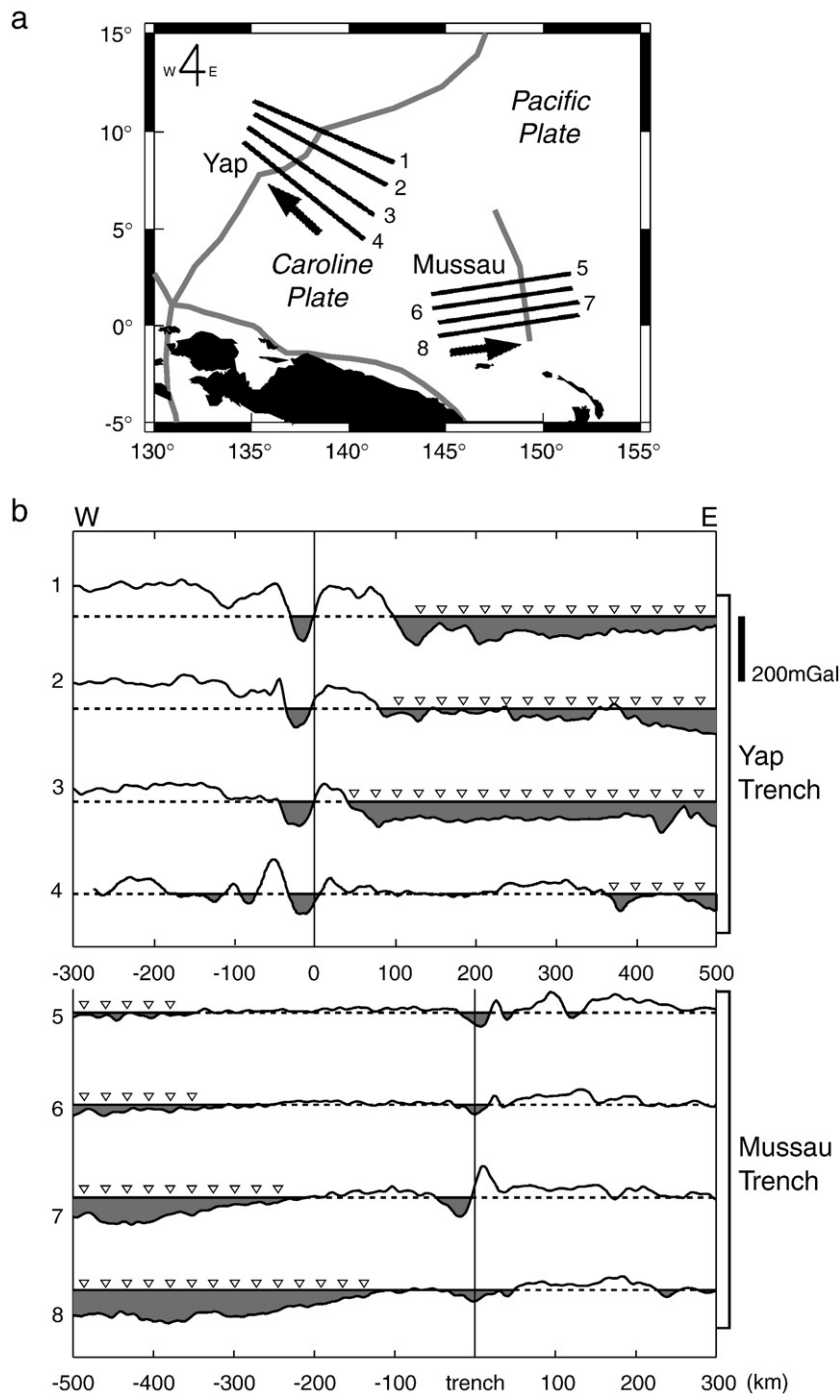 a
15°
10°
5°
0°
-5°
W E
Pacific
Plate
Yap
1
2
3
4
Caroline
Plate
Mussau
5
6
7
8
130° 135° 140° 145° 150° 155°
b
W E
1
2
3
4
200mGal
Yap
Trench
-300 -200 -100 0 100 200 300 400 500
5
6
7
8
Mussau
Trench
-500 -400 -300 -200 -100 trench 100 200 300 (km)